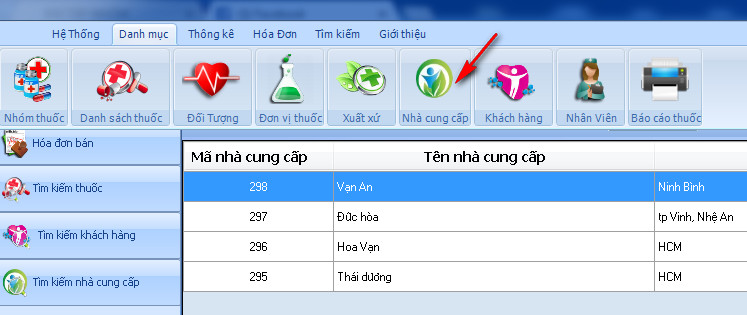 Hệ Thống Danh mục Thông kê Hóa Đơn Tìm kiếm Giới thiệu
Nhóm thuốc Danh sách thuốc Đối Tượng Đơn vị thuốc Xuất xứ Nhà cung cấp Khách hàng Nhân Viên Báo cáo thuốc
Hóa đơn bán
Tìm kiếm thuốc
Tìm kiếm khách hàng
Tìm kiếm nhà cung cấp
Mã nhà cung cấp Tên nhà cung cấp
298 Vạn An Ninh Bình
297 Đức hòa tp Vinh, Nhệ An
296 Hoa Vạn HCM
295 Thái dương HCM